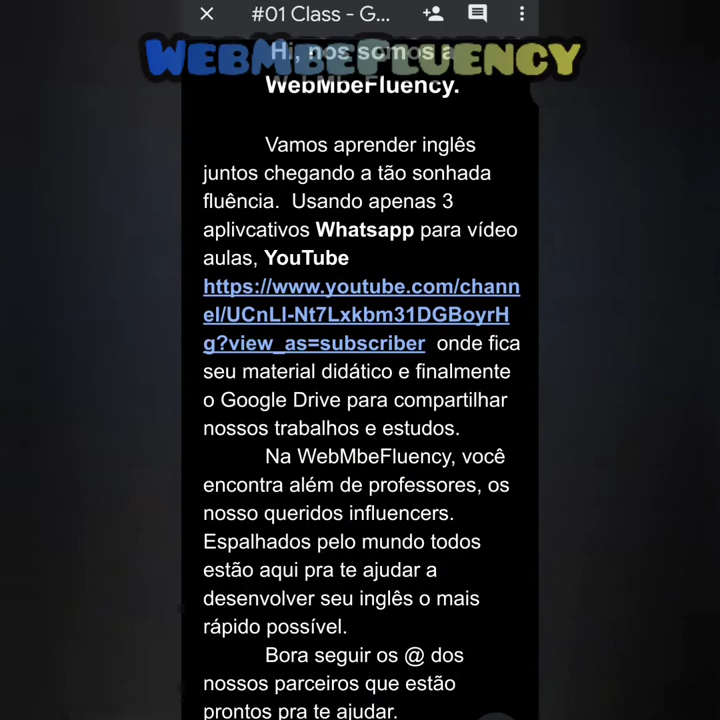 #01 Class - G...
WebMbeFluency
Hi, nos somos a
WebMbeFluency.
Vamos aprender inglês
juntos chegando a tão sonhada
fluência. Usando apenas 3
aplivcativos Whatsapp para vídeo
aulas, YouTube
https://www.youtube.com/chann
el/UCnLI-Nt7Lxkbm31DGBoyrH
g?view_as=subscriber onde fica
seu material didático e finalmente
o Google Drive para compartilhar
nossos trabalhos e estudos.
Na WebMbeFluency, você
encontra além de professores, os
nosso queridos influencers.
Espalhados pelo mundo todos
estão aqui pra te ajudar a
desenvolver seu inglês o mais
rápido possível.
Bora seguir os @ dos
nossos parceiros que estão
prontos pra te ajudar.